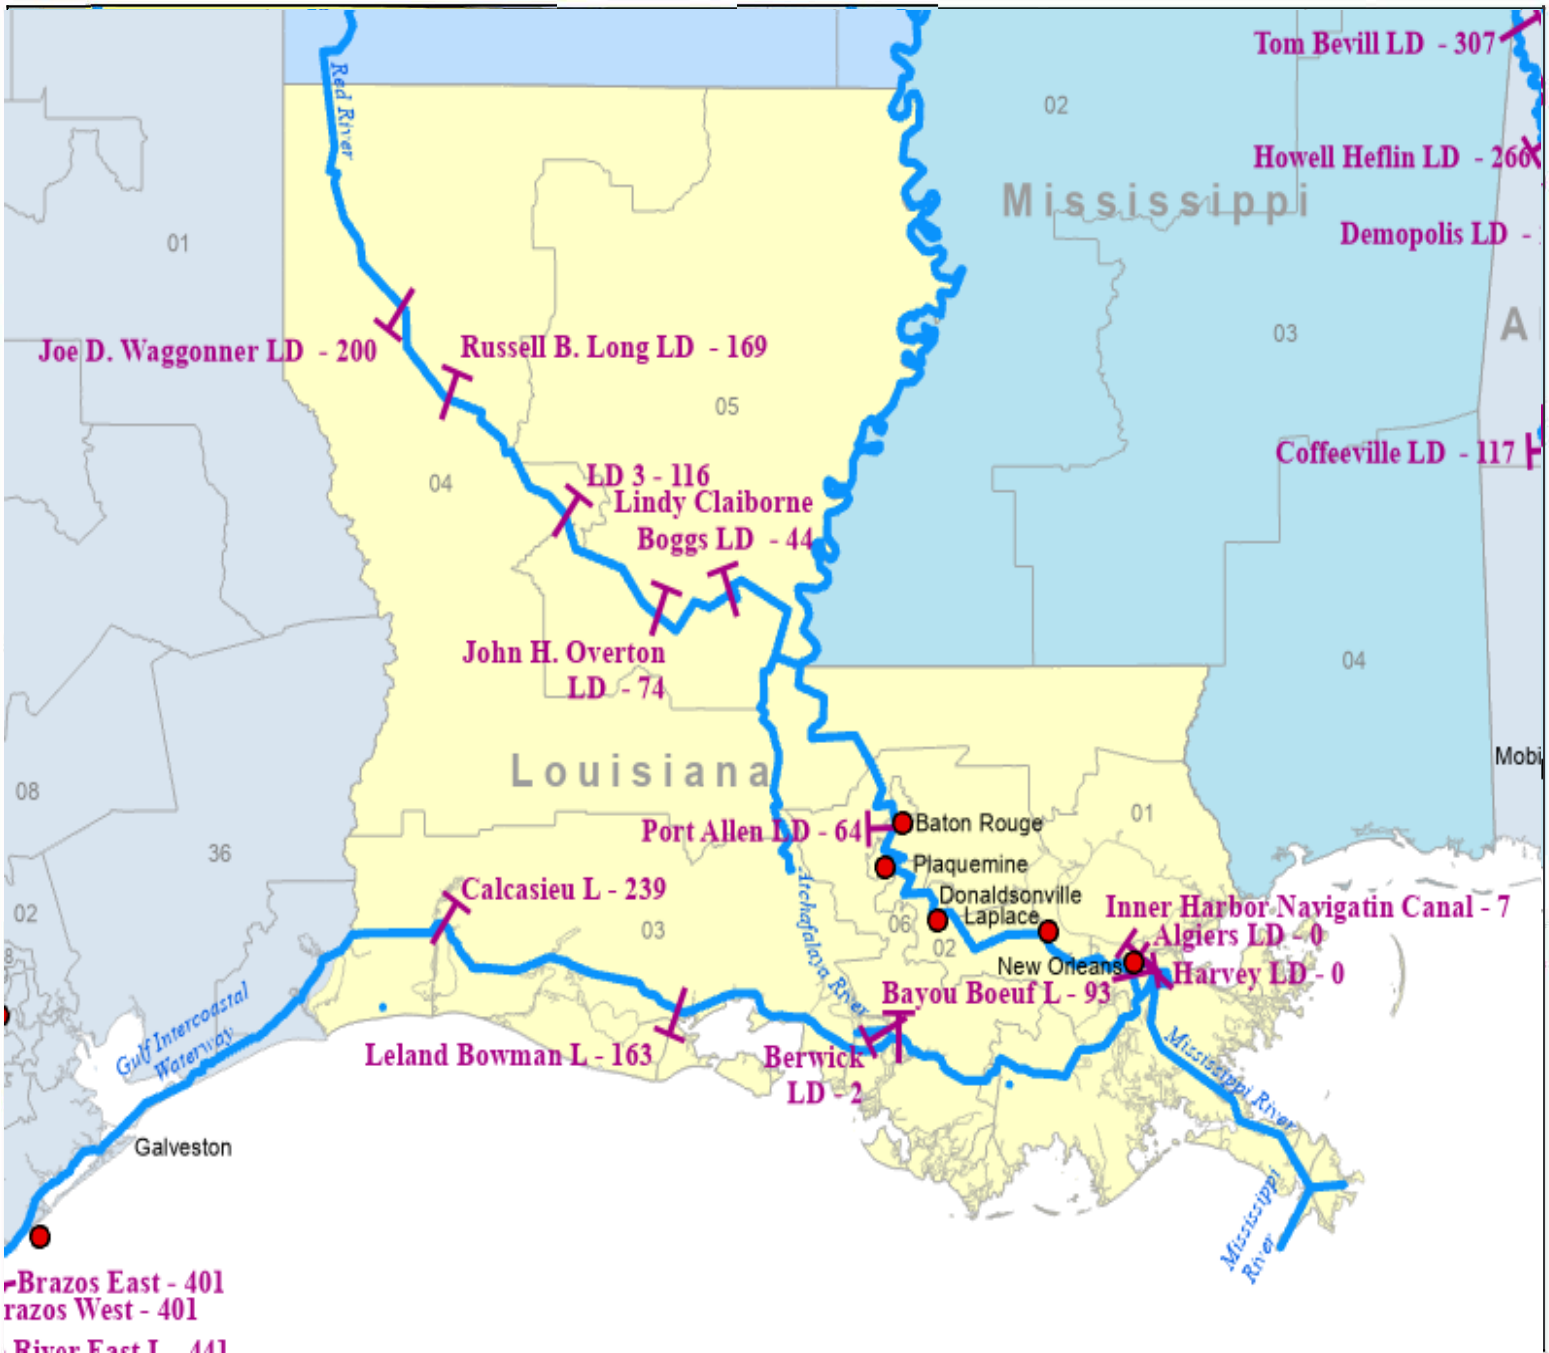 Tom Bevill LD - 307
Red River
02
Howell Heflin LD - 266
Mississippi
Demopolis LD -
01
03
A
Joe D. Waggonner LD - 200
Russell B. Long LD - 169
05
Coffeeville LD - 117
04
LD 3 - 116
Lindy Claiborne
Boggs LD - 44
John H. Overton
LD - 74
04
Louisiana
Mobi
08
01
Port Allen LD - 64
Baton Rouge
36
Plaquemine
Calcasieu L - 239
Donaldsonville
Laplace
Inner Harbor Navigatin Canal - 7
02
03
06
02
Algiers LD - 0
New Orleans
Harvey LD - 0
8
Atchafalaya River
Bayou Boeuf L - 93
Gulf Intercoastal
Waterway
Leland Bowman L - 163
Berwick
LD - 2
Mississippi River
Galveston
Mississippi
River
Brazos East - 401
razos West - 401
River East L - 441